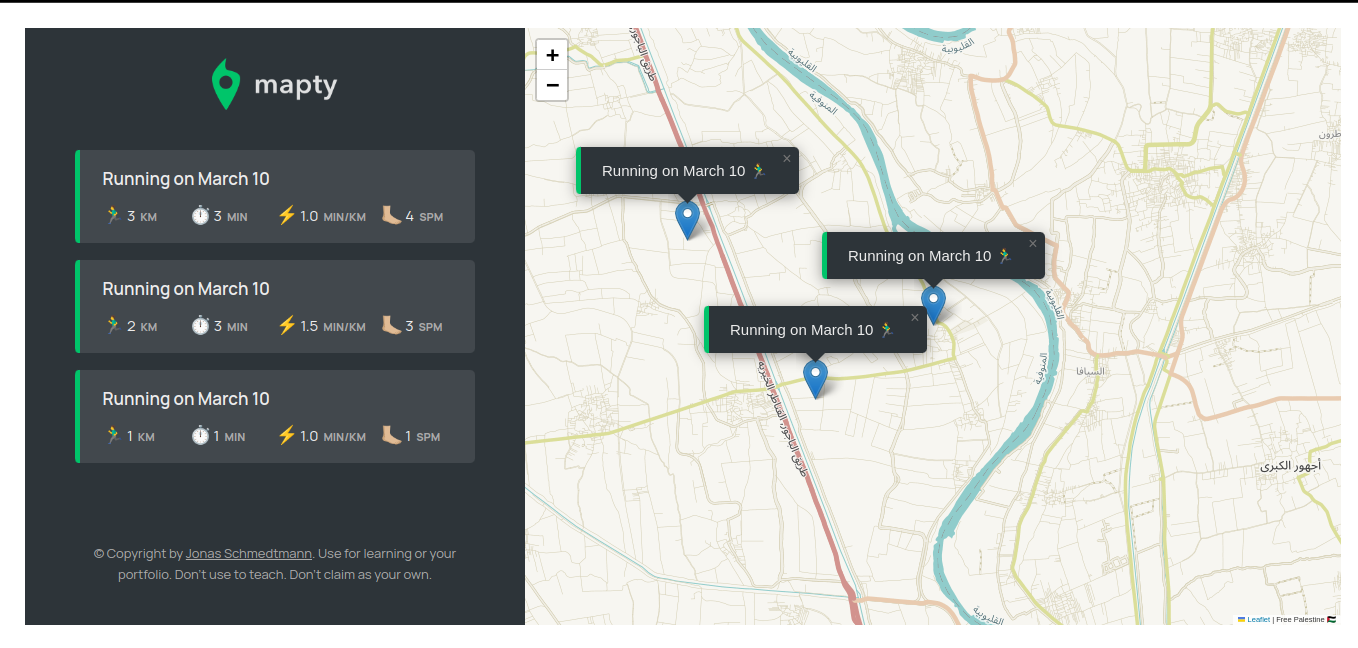 mapty
Running on March 10
🏃‍♂️ 3 KM ⏱ 3 MIN ⚡️ 1.0 MIN/KM 🦶🏼 4 SPM
Running on March 10
🏃‍♂️ 2 KM ⏱ 3 MIN ⚡️ 1.5 MIN/KM 🦶🏼 3 SPM
Running on March 10
🏃‍♂️ 1 KM ⏱ 1 MIN ⚡️ 1.0 MIN/KM 🦶🏼 1 SPM
© Copyright by Jonas Schmedtmann. Use for learning or your
portfolio. Don't use to teach. Don't claim as your own.
+
−
القليوبية
القليوبية
المنوفية
Running on March 10 🏃‍♂️
×
Running on March 10 🏃‍♂️
×
Running on March 10 🏃‍♂️
×
القليوبية
المنوفية
السيافا
طريق الباجور، القناطر الخيرية
أجهور الكبرى
القليوبية
🇺🇦 Leaflet | Free Palestine 🇵🇸